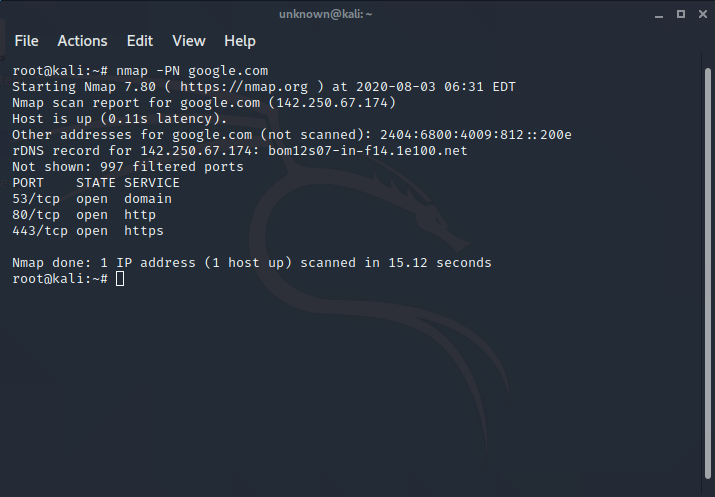 unknown@kali: ~
File Actions Edit View Help
root@kali:~# nmap -PN google.com
Starting Nmap 7.80 ( https://nmap.org ) at 2020-08-03 06:31 EDT
Nmap scan report for google.com (142.250.67.174)
Host is up (0.11s latency).
Other addresses for google.com (not scanned): 2404:6800:4009:812::200e
rDNS record for 142.250.67.174: bom12s07-in-f14.1e100.net
Not shown: 997 filtered ports
PORT    STATE SERVICE
53/tcp  open  domain
80/tcp  open  http
443/tcp open  https
Nmap done: 1 IP address (1 host up) scanned in 15.12 seconds
root@kali:~#